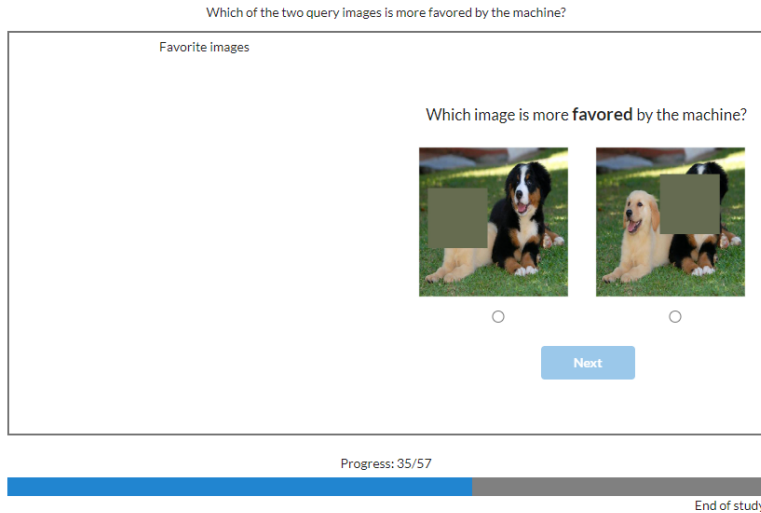 Which of the two query images is more favored by the machine?
Favorite images
Which image is more favored by the machine?
Next
Progress: 35/57
End of study